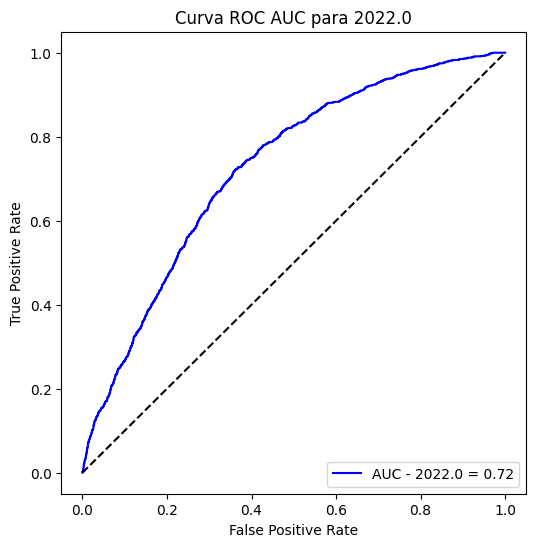 Curva ROC AUC para 2022.0
True Positive Rate
1.0
0.8
0.6
0.4
0.2
0.0
0.0 0.2 0.4 0.6 0.8 1.0
False Positive Rate
AUC - 2022.0 = 0.72